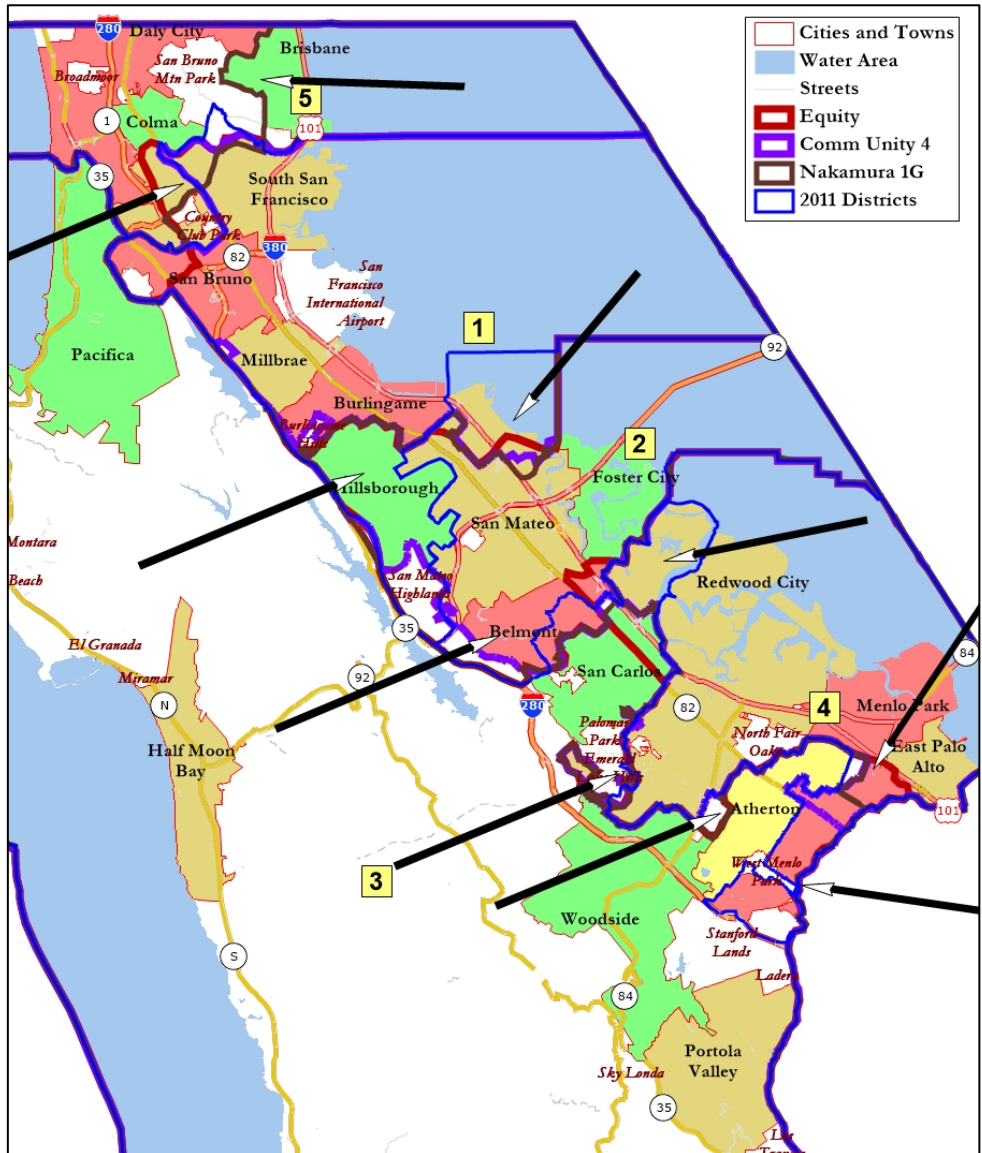 280
Daly City
Brisbane
San Bruno
Mtn Park
Broadmoor
5
1
Colma
101
35
South San
Francisco
Country
Club Park
380
82
San Bruno
San
Francisco
International
Airport
1
Pacifica
Millbrae
92
Burlingame
Burlingame
Hills
2
Foster City
Hillsborough
San Mateo
Montara
Beach
San Mateo
Highlands
Redwood City
35
Belmont
El Granada
San Carlos
84
Miramar
92
280
N
82
4
Menlo Park
Palomar
Park
North Fair
Oaks
Half Moon
Bay
Emerald
East Palo
Alto
Atherton
101
3
West Menlo
Park
Woodside
S
Stanford
Lands
Ladera
84
Portola
Valley
Sky Londa
35
Los
Cities and Towns
Water Area
Streets
Equity
Comm Unity 4
Nakamura 1G
2011 Districts